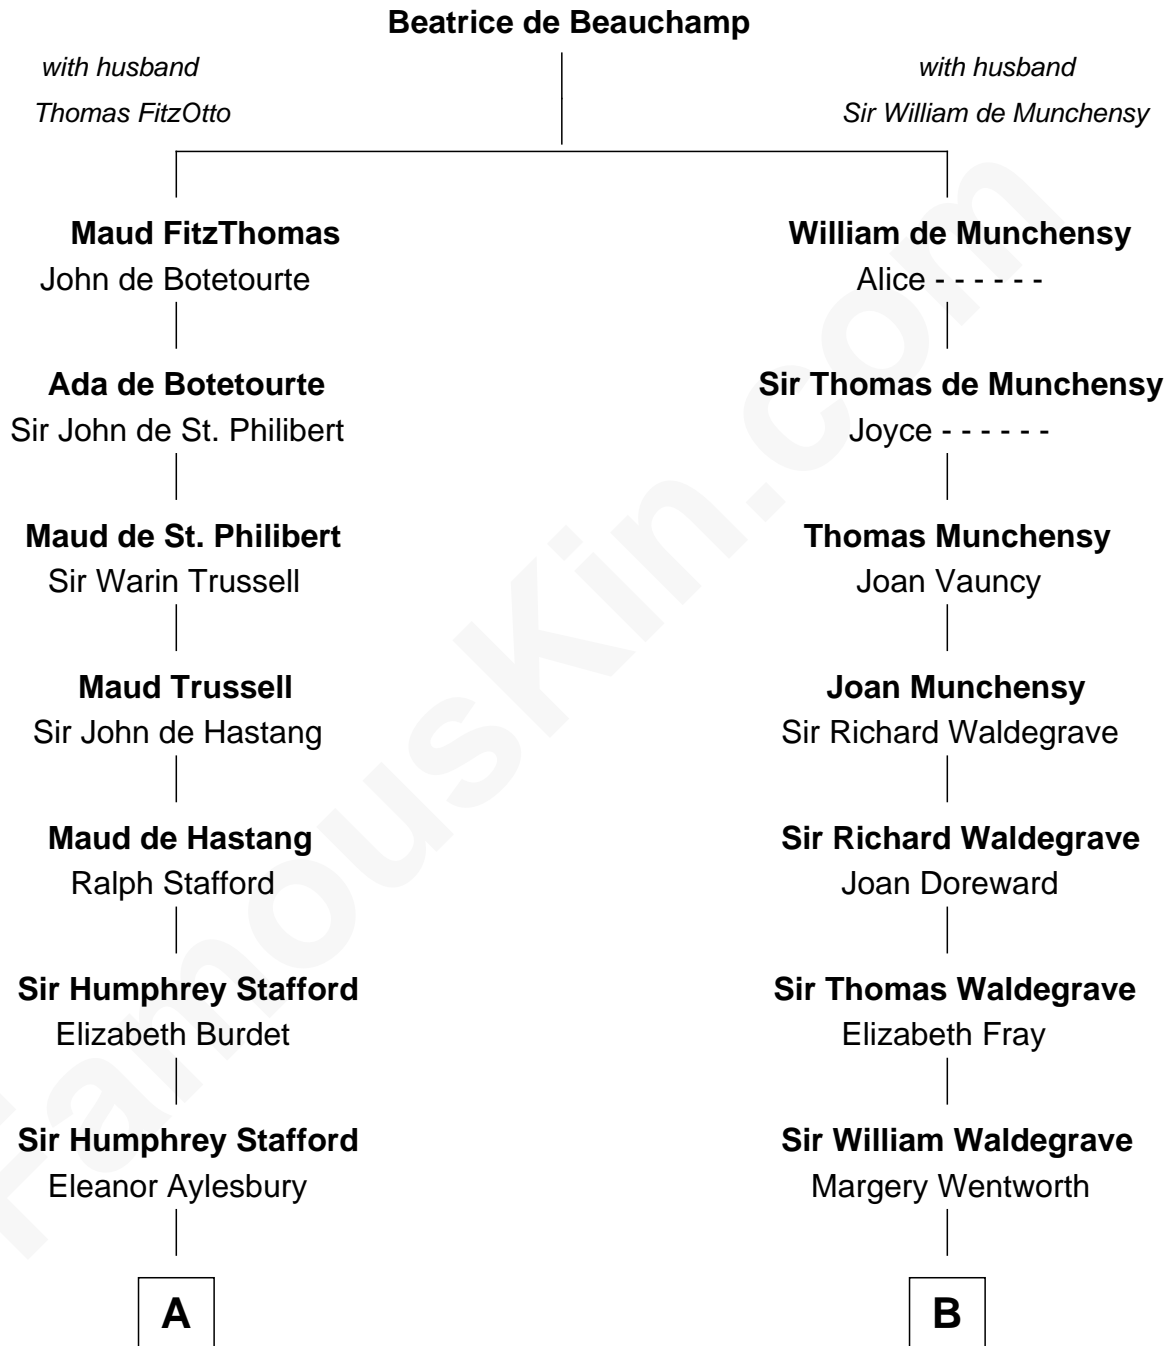 Beatrice de Beauchamp
with husband
Thomas FitzOtto
with husband
Sir William de Munchensy
Maud FitzThomas
John de Botetourte
William de Munchensy
Alice - - - - - -
Ada de Botetourte
Sir John de St. Philibert
Sir Thomas de Munchensy
Joyce - - - - - -
Maud de St. Philibert
Sir Warin Trussell
Thomas Munchensy
Joan Vauncy
Maud Trussell
Sir John de Hastang
Joan Munchensy
Sir Richard Waldegrave
Maud de Hastang
Ralph Stafford
Sir Richard Waldegrave
Joan Doreward
Sir Humphrey Stafford
Elizabeth Burdet
Sir Thomas Waldegrave
Elizabeth Fray
Sir Humphrey Stafford
Eleanor Aylesbury
Sir William Waldegrave
Margery Wentworth
A
B
FamousKin.com